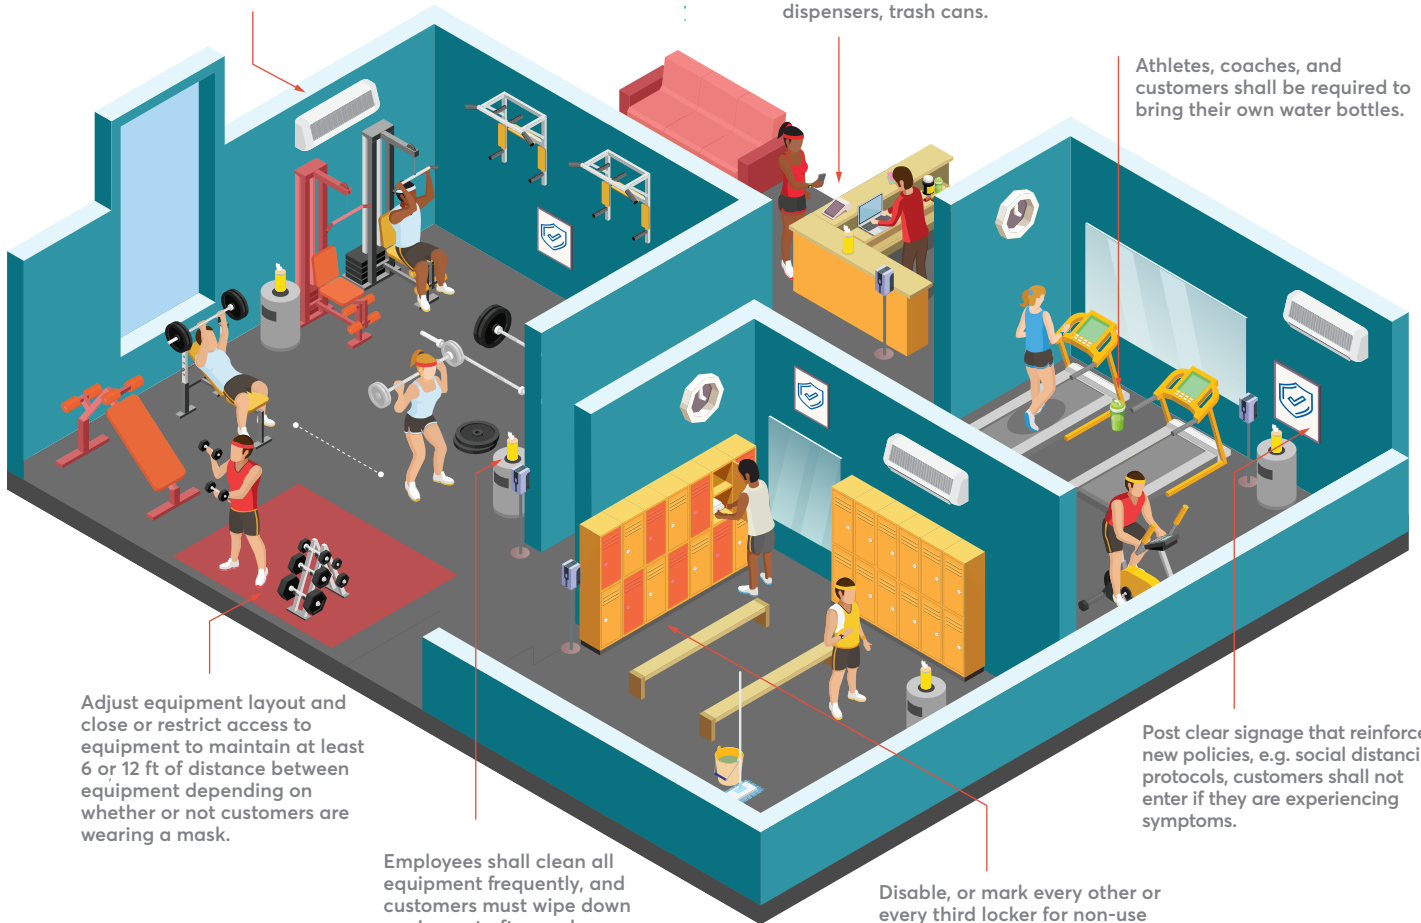 dispensers, trash cans.
Athletes, coaches, and
customers shall be required to
bring their own water bottles.
Adjust equipment layout and
close or restrict access to
equipment to maintain at least
6 or 12 ft of distance between
equipment depending on
whether or not customers are
wearing a mask.
Post clear signage that reinforce
new policies, e.g. social distanci
protocols, customers shall not
enter if they are experiencing
symptoms.
Employees shall clean all
equipment frequently, and
customers must wipe down
Disable, or mark every other or
every third locker for non-use